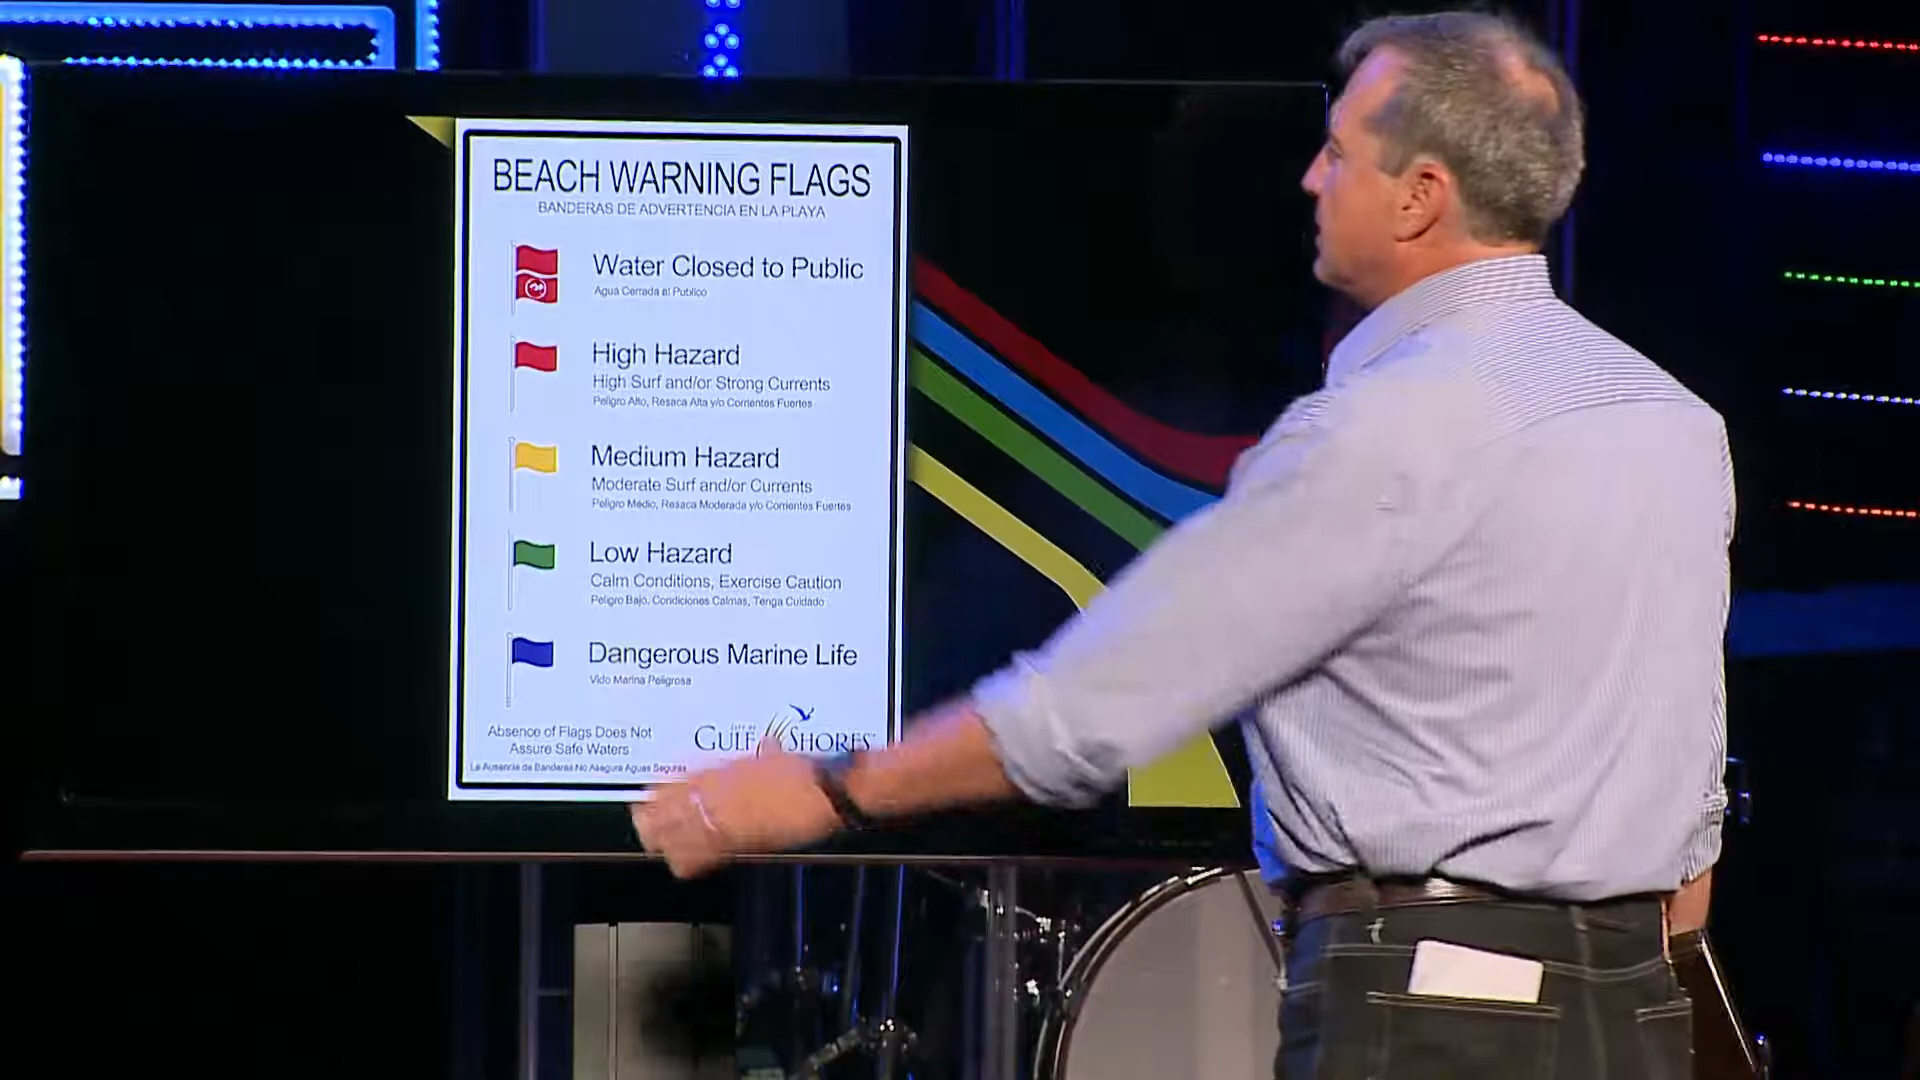 BEACH WARNING FLAGS
BANDERAS DE ADVERTENCIA EN LA PLAYA
Water Closed to Public
Agua Cerrada al Publico
High Hazard
High Surf and/or Strong Currents
Peligro Alto, Resaca Alta y/o Corrientes Fuertes
Medium Hazard
Moderate Surf and/or Currents
Peligro Medio, Resaca Moderada y/o Corrientes Fuertes
Low Hazard
Calm Conditions, Exercise Caution
Peligro Bajo, Condiciones Calmas, Tenga Cuidado
Dangerous Marine Life
Vido Marina Peligrosa
Absence of Flags Does Not
Assure Safe Waters
La Ausencia de Banderas No Asegura Aguas Seguras
CITY OF
GULF SHORES